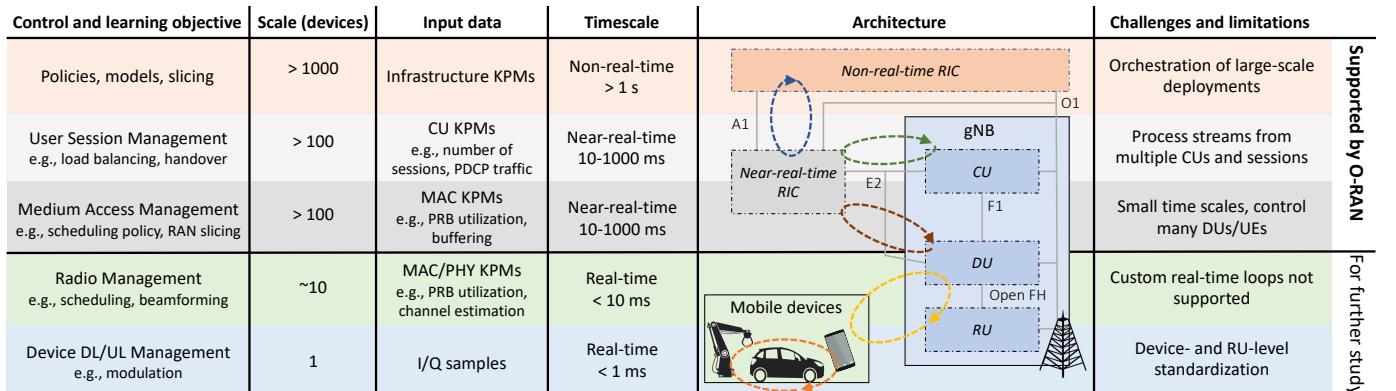 Control and learning objective
Scale (devices)
Input data
Timescale
Architecture
Challenges and limitations
Policies, models, slicing
> 1000
Infrastructure KPMs
Non-real-time
> 1 s
Non-real-time RIC
Orchestration of large-scale
deployments
User Session Management
e.g., load balancing, handover
> 100
CU KPMs
e.g., number of
sessions, PDCP traffic
Near-real-time
10-1000 ms
A1
O1
gNB
Near-real-time
RIC
CU
E2
Process streams from
multiple CUs and sessions
Medium Access Management
e.g., scheduling policy, RAN slicing
> 100
MAC KPMs
e.g., PRB utilization,
buffering
Near-real-time
10-1000 ms
F1
Small time scales, control
many DUs/UEs
Supported by O-RAN
Radio Management
e.g., scheduling, beamforming
~10
MAC/PHY KPMs
e.g., PRB utilization,
channel estimation
Real-time
< 10 ms
DU
Open FH
Mobile devices
Custom real-time loops not
supported
Device DL/UL Management
e.g., modulation
1
I/Q samples
Real-time
< 1 ms
RU
Device- and RU-level
standardization
For further study